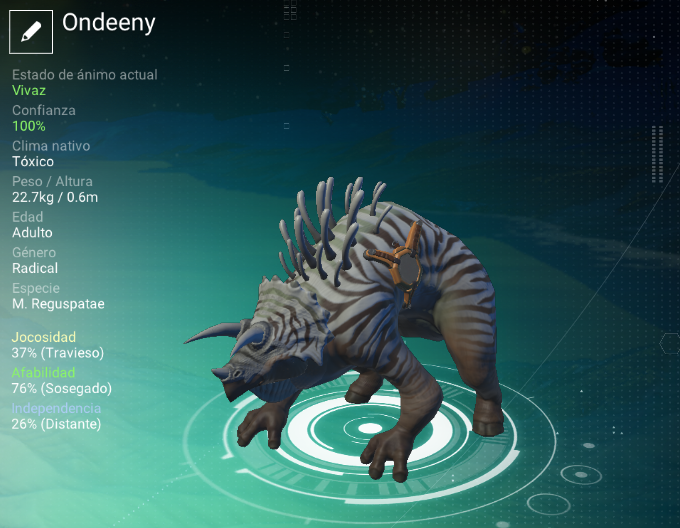 Ondeeny
Estado de ánimo actual
Vivaz
Confianza
100%
Clima nativo
Tóxico
Peso / Altura
22.7kg / 0.6m
Edad
Adulto
Género
Radical
Especie
M. Reguspatae
Jocosidad
37% (Travieso)
Afabilidad
76% (Sosegado)
Independencia
26% (Distante)